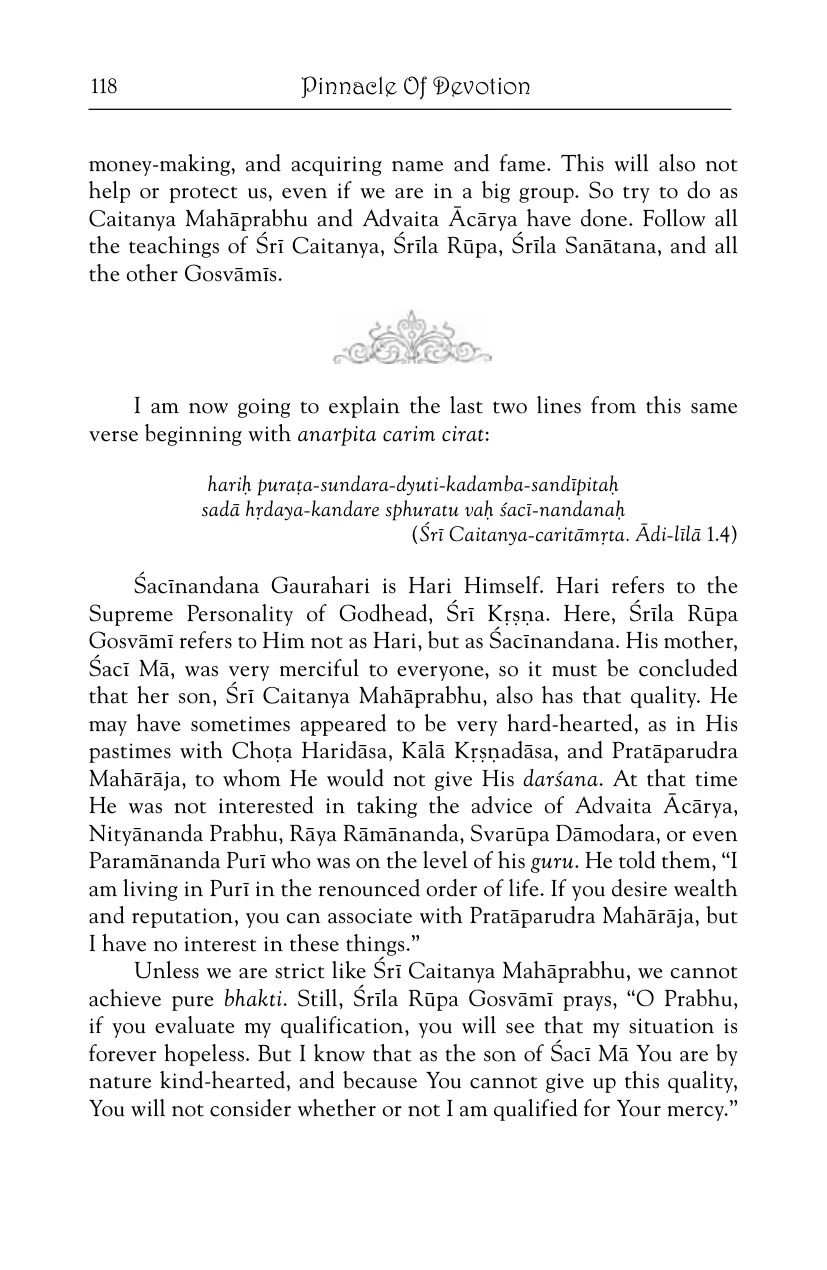 118
Pinnacle Of Devotion
money-making, and acquiring name and fame. This will also not
help or protect us, even if we are in a big group. So try to do as
Caitanya Mahāprabhu and Advaita Ācārya have done. Follow all
the teachings of Śrī Caitanya, Śrīla Rūpa, Śrīla Sanātana, and all
the other Gosvāmīs.
I am now going to explain the last two lines from this same
verse beginning with anarpita carim cirat:
hariḥ puraṭa-sundara-dyuti-kadamba-sandīpitaḥ
sadā hṛdaya-kandare sphuratu vaḥ śacī-nandanaḥ
(Śrī Caitanya-caritāmṛta. Ādi-līlā 1.4)
Śacīnandana Gaurahari is Hari Himself. Hari refers to the
Supreme Personality of Godhead, Śrī Kṛṣṇa. Here, Śrīla Rūpa
Gosvāmī refers to Him not as Hari, but as Śacīnandana. His mother,
Śacī Mā, was very merciful to everyone, so it must be concluded
that her son, Śrī Caitanya Mahāprabhu, also has that quality. He
may have sometimes appeared to be very hard-hearted, as in His
pastimes with Choṭa Haridāsa, Kālā Kṛṣṇadāsa, and Pratāparudra
Mahārāja, to whom He would not give His darśana. At that time
He was not interested in taking the advice of Advaita Ācārya,
Nityānanda Prabhu, Rāya Rāmānanda, Svarūpa Dāmodara, or even
Paramānanda Purī who was on the level of his guru. He told them, “I
am living in Purī in the renounced order of life. If you desire wealth
and reputation, you can associate with Pratāparudra Mahārāja, but
I have no interest in these things.”
Unless we are strict like Śrī Caitanya Mahāprabhu, we cannot
achieve pure bhakti. Still, Śrīla Rūpa Gosvāmī prays, “O Prabhu,
if you evaluate my qualification, you will see that my situation is
forever hopeless. But I know that as the son of Śacī Mā You are by
nature kind-hearted, and because You cannot give up this quality,
You will not consider whether or not I am qualified for Your mercy.”